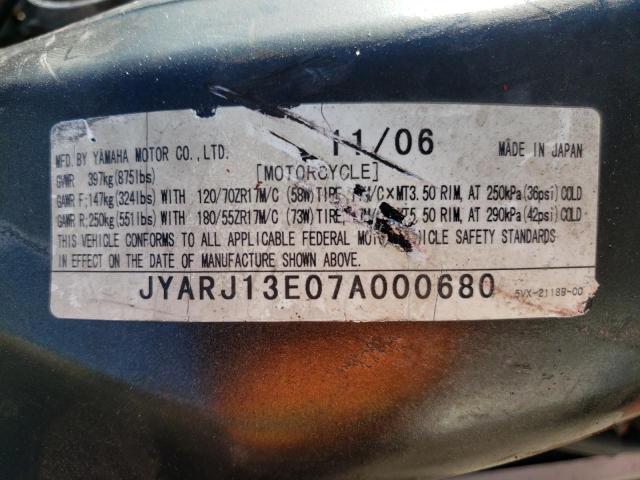 MFD. BY YAMAHA MOTOR CO., LTD. 11/06 MADE IN JAPAN
GVWR 397kg(875lbs) [MOTORCYCLE]
GAWR F:147kg(324lbs) WITH 120/70ZR17M/C (58W) TIRE, M/C×MT3.50 RIM, AT 250kPa(36psi) COLD
GAWR R:250kg(551lbs) WITH 180/55ZR17M/C (73W) TIRE, 5.50 RIM, AT 290kPa(42psi) COLD
THIS VEHICLE CONFORMS TO ALL APPLICABLE FEDERAL MOTOR VEHICLE SAFETY STANDARDS
IN EFFECT ON THE DATE OF MANUFACTURE SHOWN ABOVE.
JYARJ13E07A000680 5VX-2118B-00